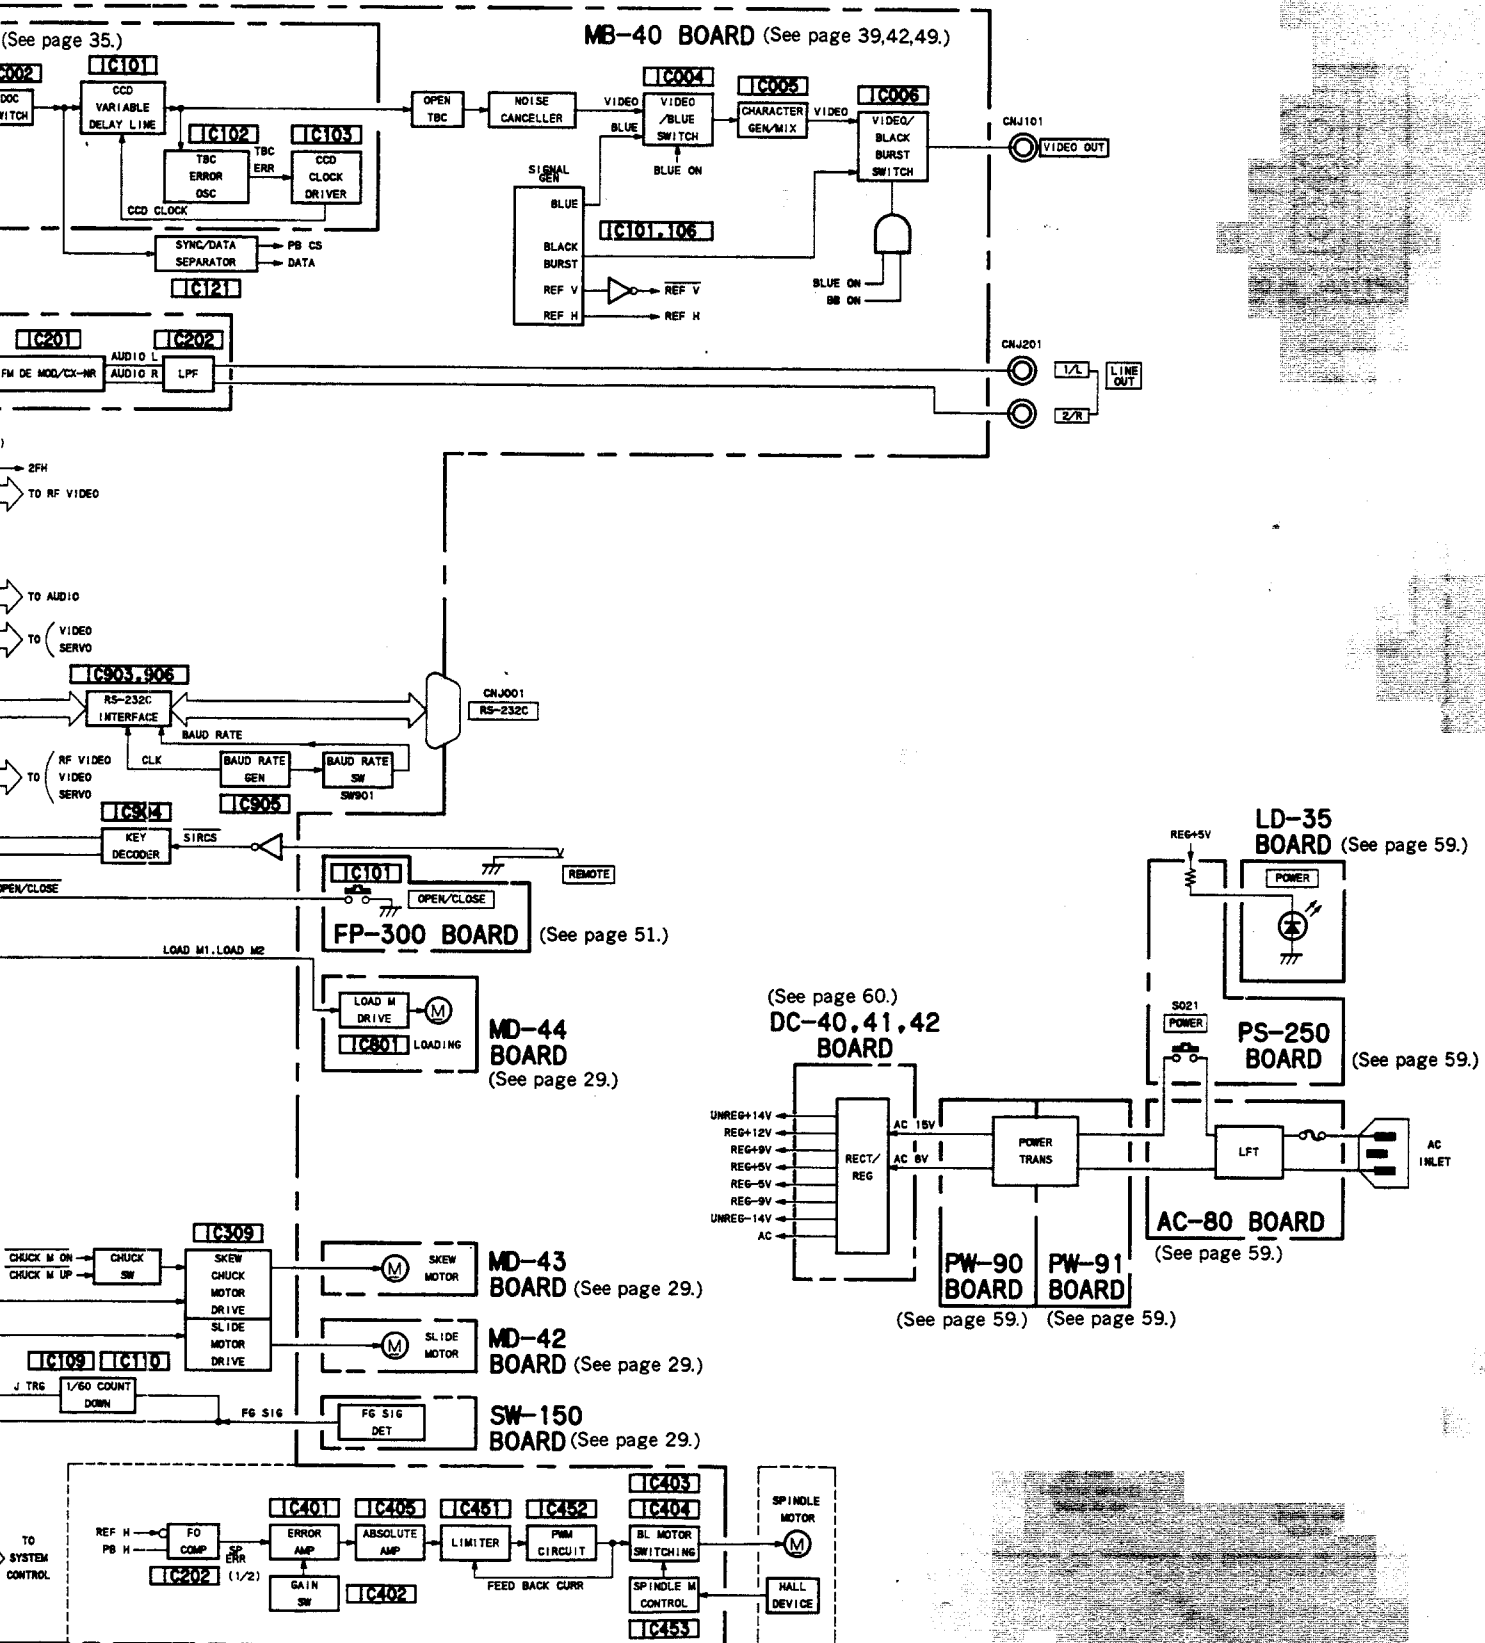 (See page 35.)
MB-40 BOARD (See page 39,42,49.)
IC101
CCD
VARIABLE
DELAY LINE
IC102
TBC
ERROR
OSC
TBC
ERR
IC103
CCD
CLOCK
DRIVER
CCD CLOCK
SYNC/DATA
SEPARATOR
PB CS
DATA
IC121
OPEN
TBC
NOISE
CANCELLER
VIDEO
BLUE
IC004
VIDEO
/BLUE
SWITCH
BLUE ON
IC005
CHARACTER
GEN/MIX
VIDEO
IC006
VIDEO/
BLACK
BURST
SWITCH
CNJ101
VIDEO OUT
SIGNAL
GEN
BLUE
BLACK
BURST
REF V
REF H
IC101,106
REF V
REF H
BLUE ON
BB ON
IC201
FM DE MOD/CX-NR
AUDIO L
AUDIO R
IC202
LPF
CNJ201
1/L
2/R
LINE
OUT
2FH
TO RF VIDEO
TO AUDIO
TO ( VIDEO
SERVO
IC903,906
RS-232C
INTERFACE
CNJ001
RS-232C
BAUD RATE
CLK
BAUD RATE
GEN
IC905
BAUD RATE
SW
SW901
TO ( RF VIDEO
VIDEO
SERVO
IC904
KEY
DECODER
SIRCS
REMOTE
OPEN/CLOSE
IC101
OPEN/CLOSE
FP-300 BOARD (See page 51.)
LOAD M1.LOAD M2
LOAD M
DRIVE
M
IC801
LOADING
MD-44
BOARD
(See page 29.)
REG+5V
LD-35
BOARD (See page 59.)
POWER
S021
POWER
PS-250
BOARD (See page 59.)
(See page 60.)
DC-40,41,42
BOARD
UNREG+14V
REG+12V
REG+9V
REG+5V
REG-5V
REG-9V
UNREG-14V
AC
RECT/
REG
AC 15V
AC 8V
POWER
TRANS
LFT
AC
INLET
AC-80 BOARD
(See page 59.)
PW-90
BOARD
(See page 59.)
PW-91
BOARD
(See page 59.)
IC309
CHUCK M ON
CHUCK M UP
CHUCK
SW
SKEW
CHUCK
MOTOR
DRIVE
SLIDE
MOTOR
DRIVE
M
SKEW
MOTOR
MD-43
BOARD (See page 29.)
M
SLIDE
MOTOR
MD-42
BOARD (See page 29.)
IC109
IC110
J TRG
1/60 COUNT
DOWN
FG SIG
FG SIG
DET
SW-150
BOARD (See page 29.)
TO
SYSTEM
CONTROL
REF H
PB H
FO
COMP
IC202
SP
ERR
(1/2)
IC401
ERROR
AMP
GAIN
SW
IC402
IC405
ABSOLUTE
AMP
IC451
LIMITER
IC452
PWM
CIRCUIT
FEED BACK CURR
IC403
IC404
BL MOTOR
SWITCHING
SPINDLE M
CONTROL
IC453
SPINDLE
MOTOR
M
HALL
DEVICE